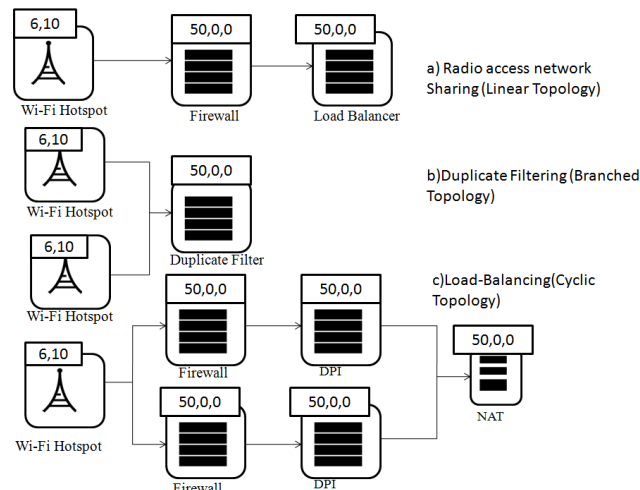 6,10
50,0,0
50,0,0
Wi-Fi Hotspot
Firewall
Load Balancer
a) Radio access network
Sharing (Linear Topology)
6,10
Wi-Fi Hotspot
50,0,0
Duplicate Filter
6,10
Wi-Fi Hotspot
b)Duplicate Filtering (Branched
Topology)
c)Load-Balancing(Cyclic
Topology)
6,10
Wi-Fi Hotspot
50,0,0
Firewall
50,0,0
DPI
50,0,0
NAT
50,0,0
Firewall
50,0,0
DPI